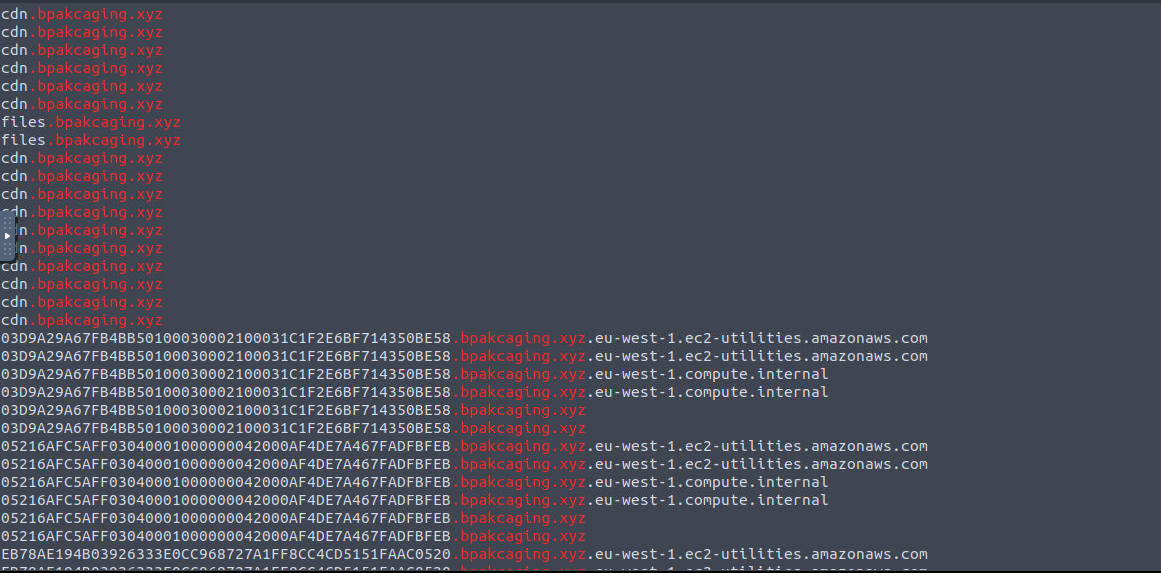 cdn.bpakcaging.xyz
cdn.bpakcaging.xyz
cdn.bpakcaging.xyz
cdn.bpakcaging.xyz
cdn.bpakcaging.xyz
cdn.bpakcaging.xyz
files.bpakcaging.xyz
files.bpakcaging.xyz
cdn.bpakcaging.xyz
cdn.bpakcaging.xyz
cdn.bpakcaging.xyz
cdn.bpakcaging.xyz
n.bpakcaging.xyz
n.bpakcaging.xyz
cdn.bpakcaging.xyz
cdn.bpakcaging.xyz
cdn.bpakcaging.xyz
cdn.bpakcaging.xyz
03D9A29A67FB4BB50100030002100031C1F2E6BF714350BE58.bpakcaging.xyz.eu-west-1.ec2-utilities.amazonaws.com
03D9A29A67FB4BB50100030002100031C1F2E6BF714350BE58.bpakcaging.xyz.eu-west-1.ec2-utilities.amazonaws.com
03D9A29A67FB4BB50100030002100031C1F2E6BF714350BE58.bpakcaging.xyz.eu-west-1.compute.internal
03D9A29A67FB4BB50100030002100031C1F2E6BF714350BE58.bpakcaging.xyz.eu-west-1.compute.internal
03D9A29A67FB4BB50100030002100031C1F2E6BF714350BE58.bpakcaging.xyz
03D9A29A67FB4BB50100030002100031C1F2E6BF714350BE58.bpakcaging.xyz
05216AFC5AFF03040001000000042000AF4DE7A467FADFBFEB.bpakcaging.xyz.eu-west-1.ec2-utilities.amazonaws.com
05216AFC5AFF03040001000000042000AF4DE7A467FADFBFEB.bpakcaging.xyz.eu-west-1.ec2-utilities.amazonaws.com
05216AFC5AFF03040001000000042000AF4DE7A467FADFBFEB.bpakcaging.xyz.eu-west-1.compute.internal
05216AFC5AFF03040001000000042000AF4DE7A467FADFBFEB.bpakcaging.xyz.eu-west-1.compute.internal
05216AFC5AFF03040001000000042000AF4DE7A467FADFBFEB.bpakcaging.xyz
05216AFC5AFF03040001000000042000AF4DE7A467FADFBFEB.bpakcaging.xyz
EB78AE194B03926333E0CC968727A1FF8CC4CD5151FAAC0520.bpakcaging.xyz.eu-west-1.ec2-utilities.amazonaws.com